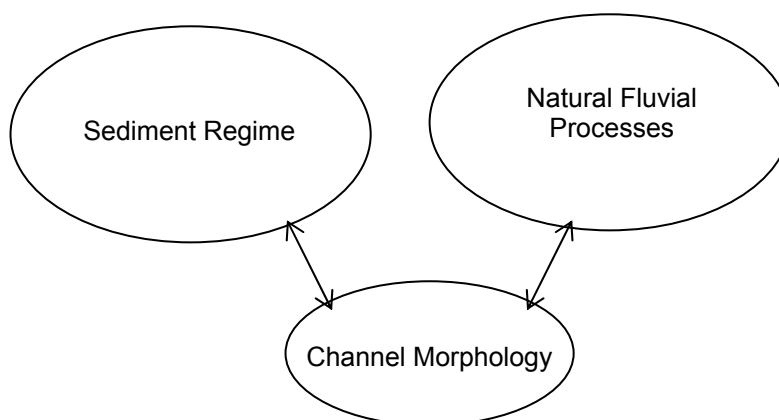 Sediment Regime
Natural Fluvial
Processes
Channel Morphology